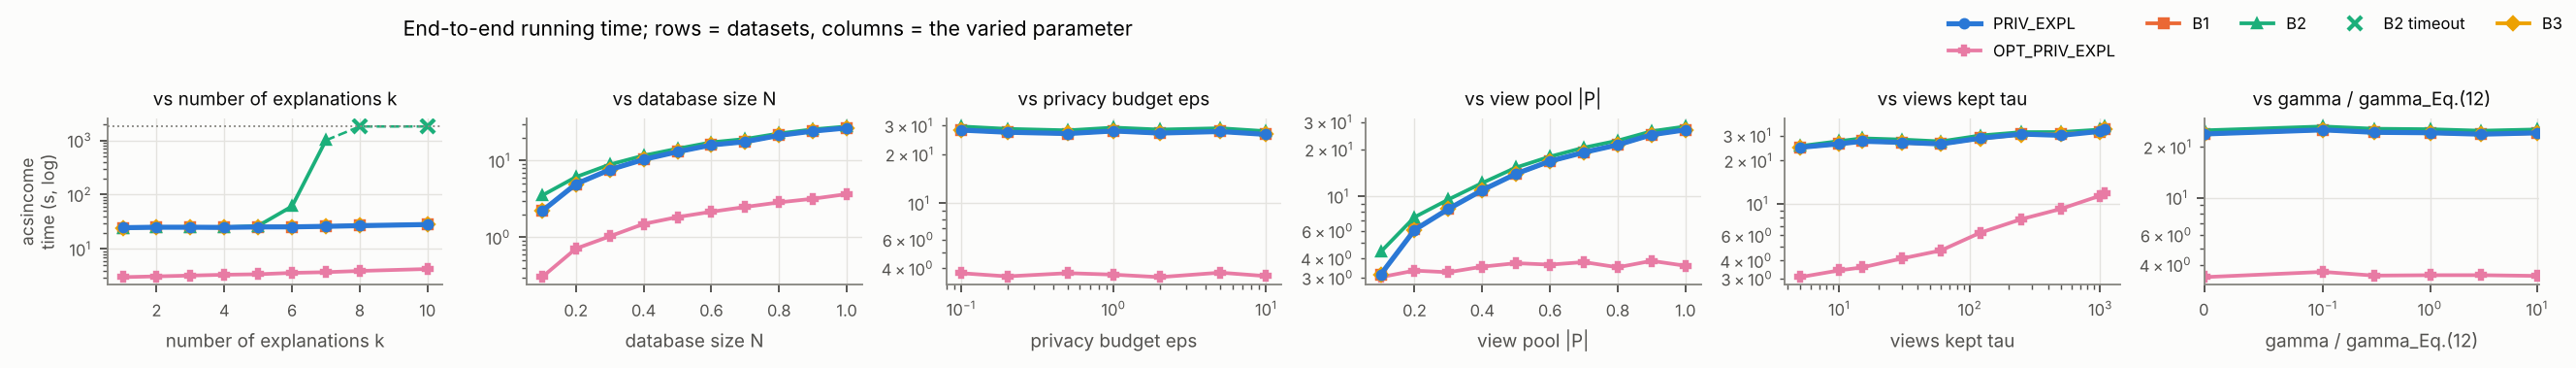 End-to-end running time; rows = datasets, columns = the varied parameter
PRIV_EXPL
B1
B2
B2 timeout
B3
OPT_PRIV_EXPL
vs number of explanations k
acsincome
time (s, log)
10³
10²
10¹
2 4 6 8 10
number of explanations k
vs database size N
10¹
10⁰
0.2 0.4 0.6 0.8 1.0
database size N
vs privacy budget eps
3 × 10¹
2 × 10¹
10¹
6 × 10⁰
4 × 10⁰
10⁻¹ 10⁰ 10¹
privacy budget eps
vs view pool |P|
3 × 10¹
2 × 10¹
10¹
6 × 10⁰
4 × 10⁰
3 × 10⁰
0.2 0.4 0.6 0.8 1.0
view pool |P|
vs views kept tau
3 × 10¹
2 × 10¹
10¹
6 × 10⁰
4 × 10⁰
3 × 10⁰
10¹ 10² 10³
views kept tau
vs gamma / gamma_Eq.(12)
2 × 10¹
10¹
6 × 10⁰
4 × 10⁰
0 10⁻¹ 10⁰ 10¹
gamma / gamma_Eq.(12)